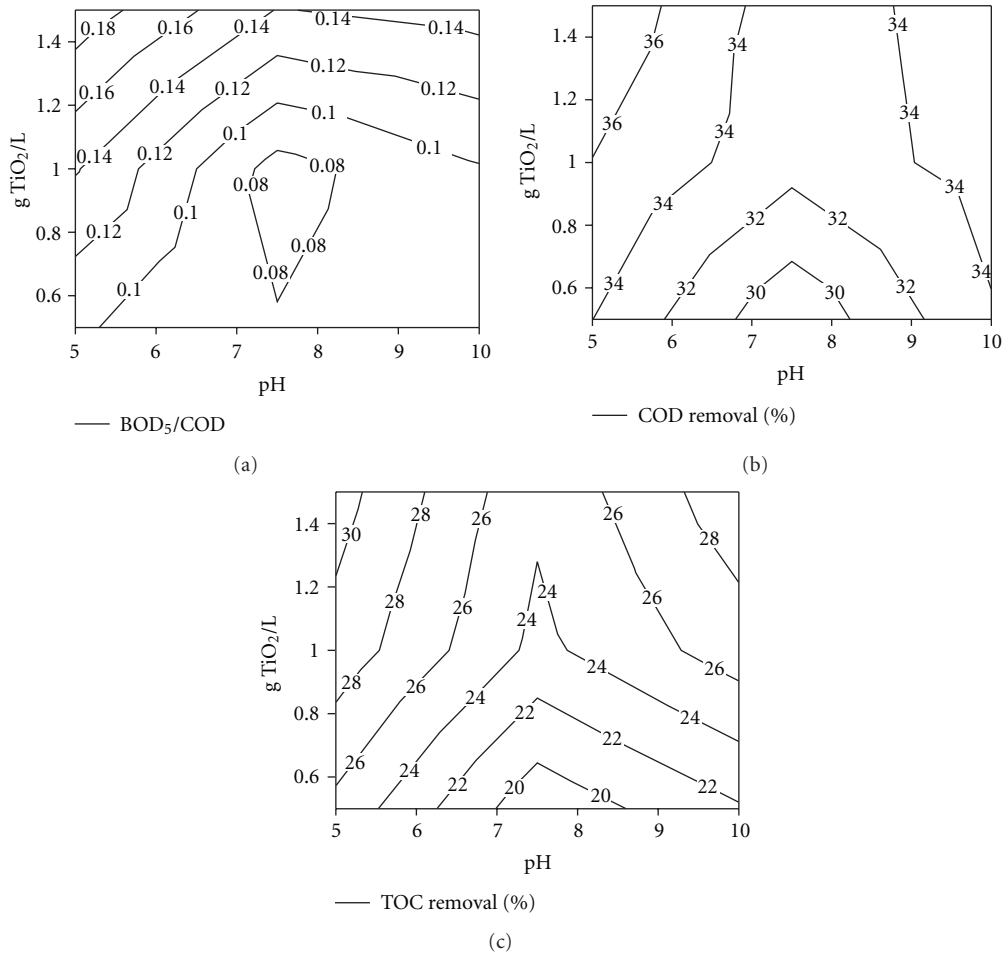 1.4
1.2
1
0.8
0.6
g TiO₂/L
0.18 0.16 0.14 0.14 0.14
0.16 0.14 0.12 0.12 0.12
0.14 0.12 0.1 0.1 0.1
0.12 0.1 0.08 0.08
0.1 0.08 0.08
5 6 7 8 9 10
pH
BOD₅/COD
(a)
1.4
1.2
1
0.8
0.6
36 34 34
36 34 34
34 32 32 34
34 32 30 30 32 34
5 6 7 8 9 10
pH
COD removal (%)
(b)
1.4
1.2
1
0.8
0.6
g TiO₂/L
30 28 26 26 28
28 26 24 24 26
28 26 24 22 24 22 24 26
26 24 22 20 20 22
5 6 7 8 9 10
pH
TOC removal (%)
(c)